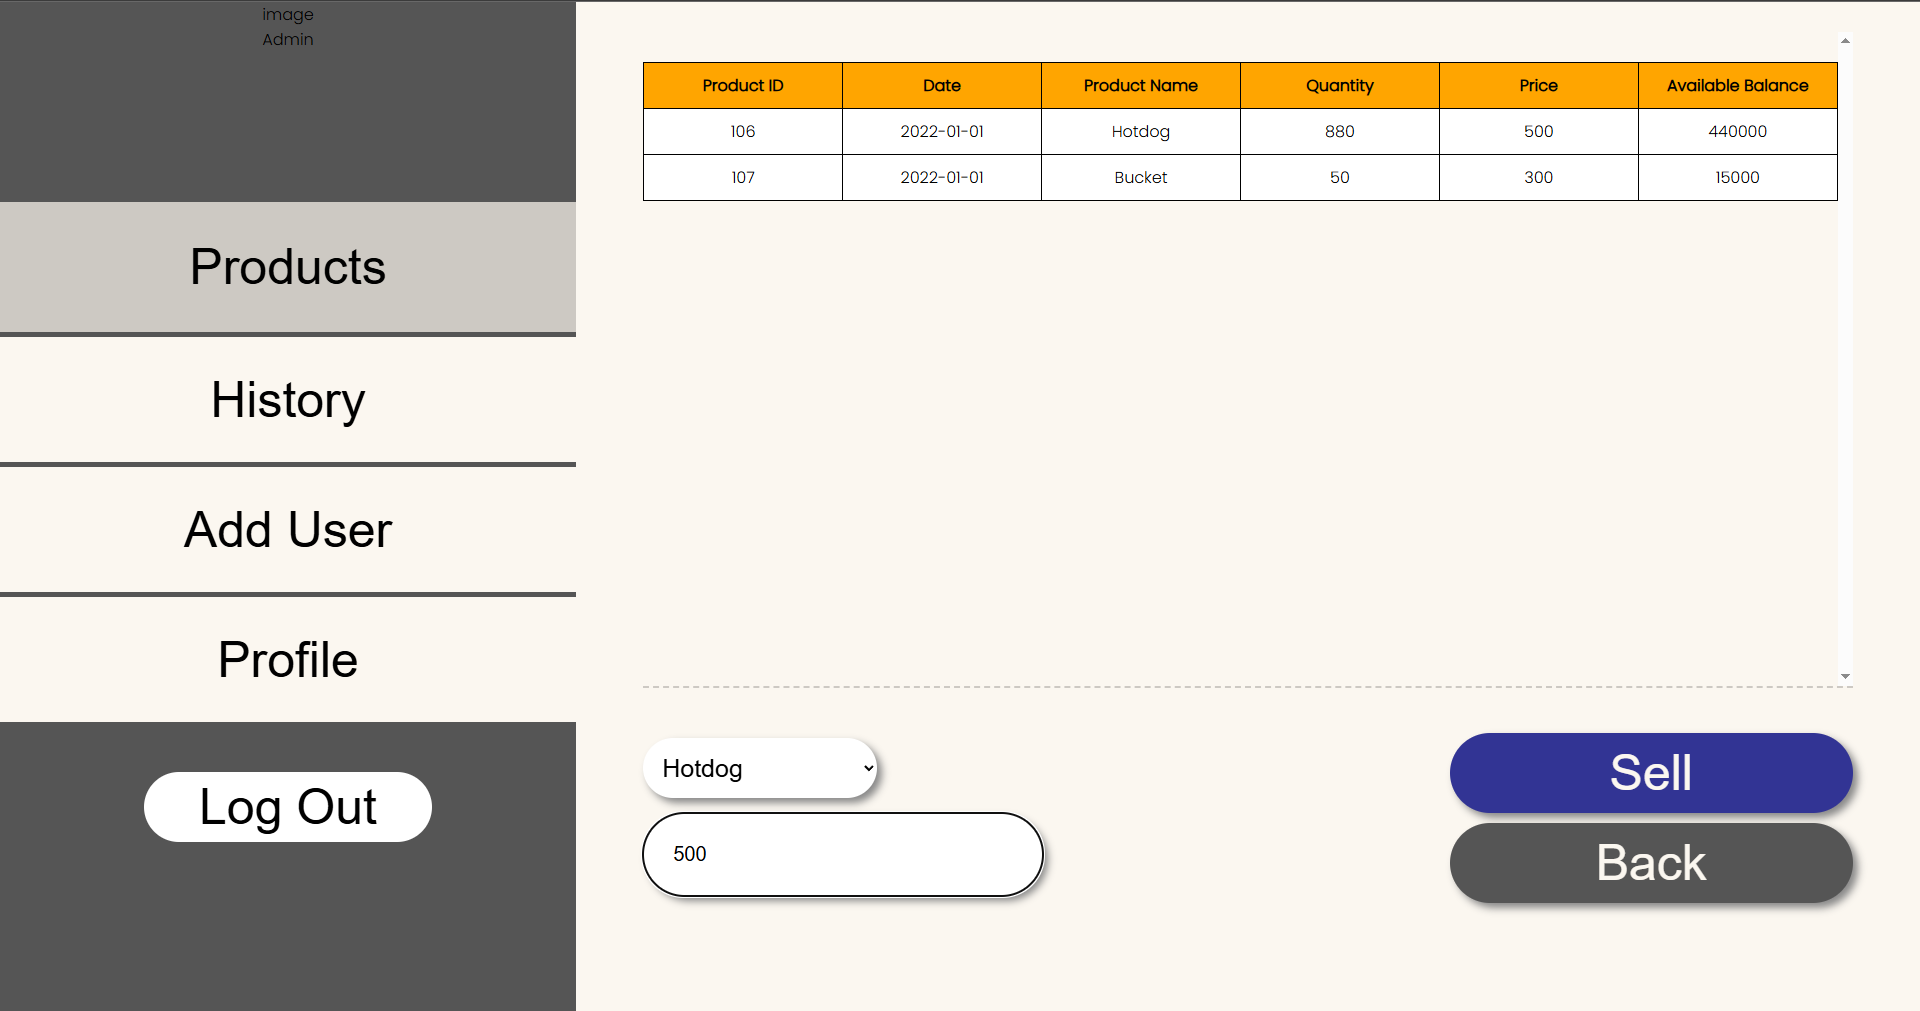 image
Admin
Products
History
Add User
Profile
Log Out
Product ID Date Product Name Quantity Price Available Balance
106 2022-01-01 Hotdog 880 500 440000
107 2022-01-01 Bucket 50 300 15000
Hotdog
500
Sell
Back